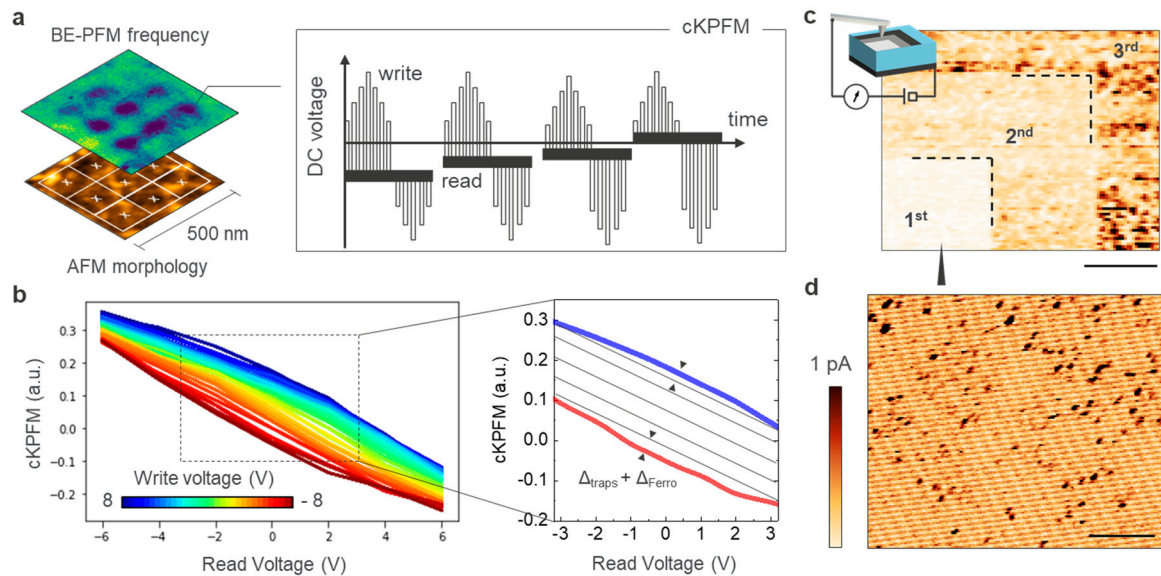 a
BE-PFM frequency
500 nm
AFM morphology
cKPFM
DC voltage
write
read
time
b
cKPFM (a.u.)
0.3
0.2
0.1
0.0
-0.1
-0.2
Write voltage (V)
8
- 8
−6
−4
−2
0
2
4
6
Read Voltage (V)
cKPFM (a.u.)
0.3
0.2
0.1
0.0
-0.1
-0.2
Δtraps + ΔFerro
-3
-2
-1
0
1
2
3
Read Voltage (V)
c
3rd
2nd
1st
d
1 pA